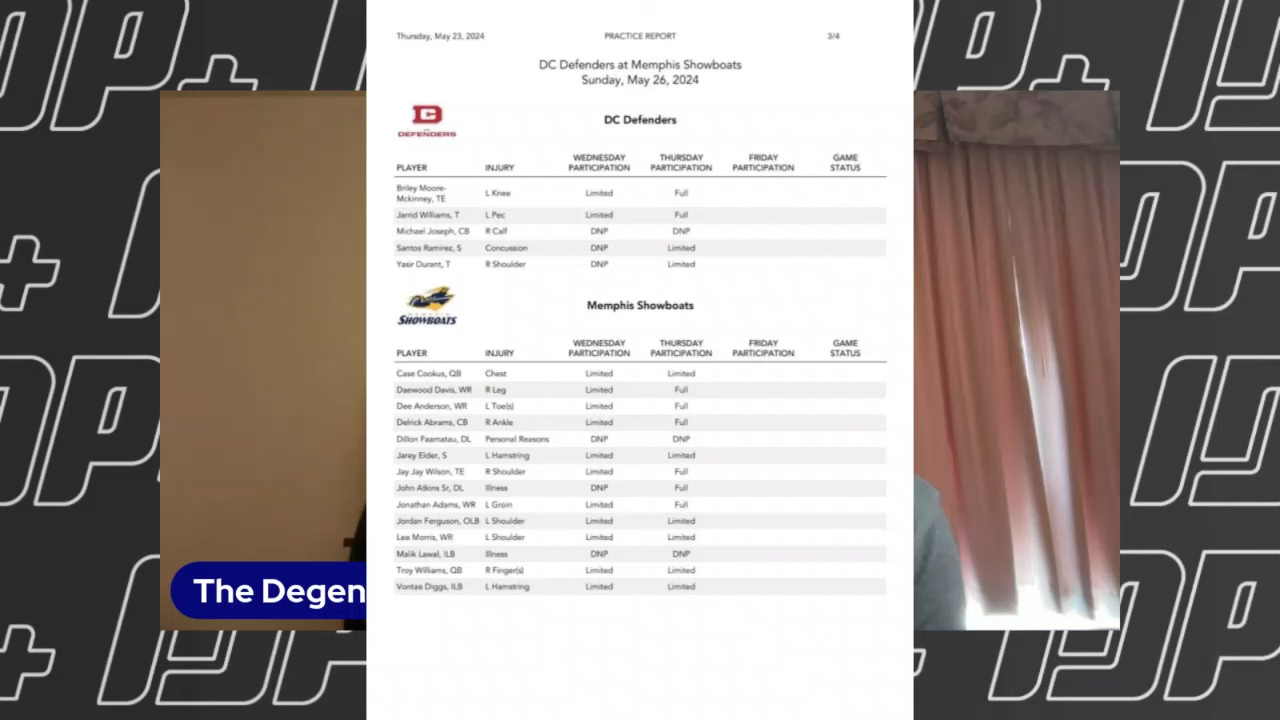 Thursday, May 23, 2024 PRACTICE REPORT 3/4
DC Defenders at Memphis Showboats
Sunday, May 26, 2024
DC
DEFENDERS
DC Defenders
PLAYER INJURY WEDNESDAY PARTICIPATION THURSDAY PARTICIPATION FRIDAY PARTICIPATION GAME STATUS
Briley Moore-
Mckinney, TE L Knee Limited Full
Jarrid Williams, T L Pec Limited Full
Michael Joseph, CB R Calf DNP DNP
Santos Ramirez, S Concussion DNP Limited
Yasir Durant, T R Shoulder DNP Limited
SHOWBOATS
Memphis Showboats
PLAYER INJURY WEDNESDAY PARTICIPATION THURSDAY PARTICIPATION FRIDAY PARTICIPATION GAME STATUS
Case Cookus, QB Chest Limited Limited
Daewood Davis, WR R Leg Limited Full
Dee Anderson, WR L Toe(s) Limited Full
Delrick Abrams, CB R Ankle Limited Full
Dillon Faamatau, DL Personal Reasons DNP DNP
Jarey Elder, S L Hamstring Limited Limited
Jay Jay Wilson, TE R Shoulder Limited Full
John Atkins Sr, DL Illness DNP Full
Jonathan Adams, WR L Groin Limited Full
Jordan Ferguson, OLB L Shoulder Limited Limited
Lee Morris, WR L Shoulder Limited Limited
Malik Lawal, ILB Illness DNP DNP
Troy Williams, QB R Finger(s) Limited Limited
Vontae Diggs, ILB L Hamstring Limited Limited
The Degen